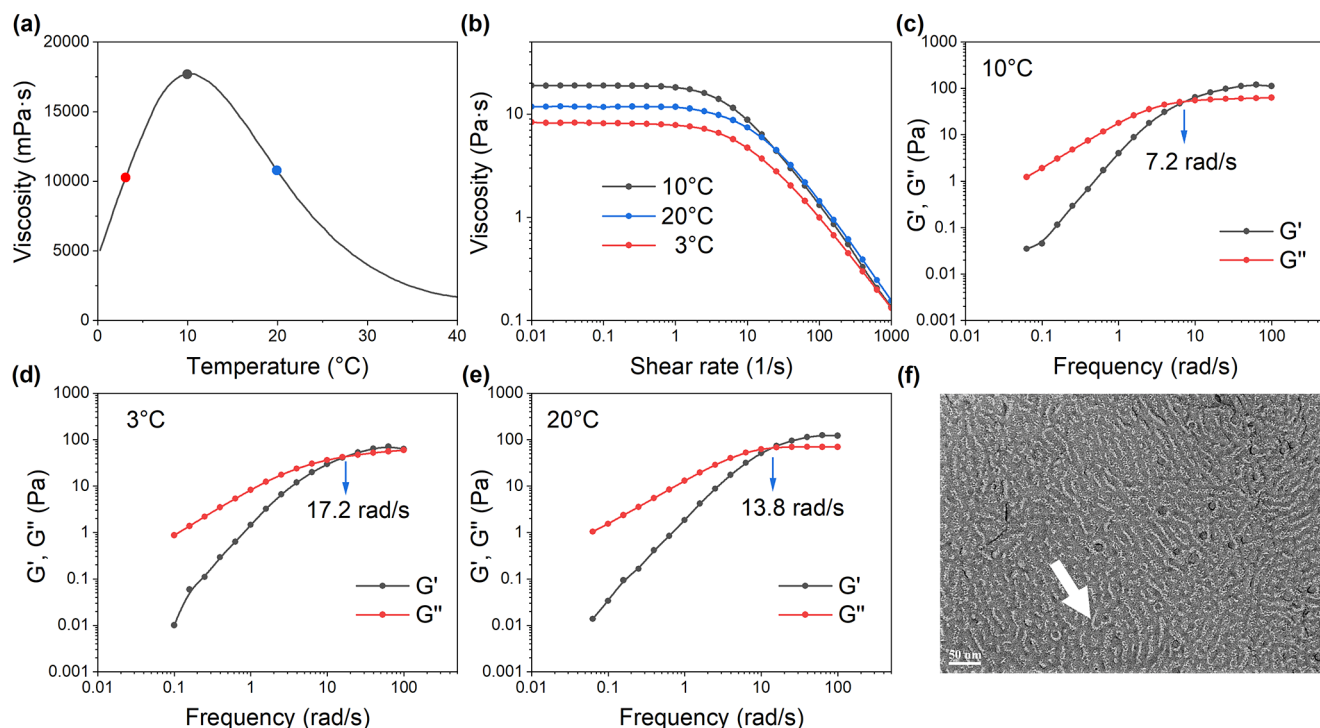 (a)
20000
15000
10000
5000
0
0 10 20 30 40
Viscosity (mPa·s)
Temperature (°C)
(b)
10
1
0.1
0.01 0.1 1 10 100 1000
Viscosity (Pa·s)
Shear rate (1/s)
10°C
20°C
3°C
(c)
1000
100
10
1
0.1
0.01
0.001
0.01 0.1 1 10 100
G', G" (Pa)
Frequency (rad/s)
10°C
7.2 rad/s
G'
G"
(d)
1000
100
10
1
0.1
0.01
0.001
0.01 0.1 1 10 100
G', G" (Pa)
Frequency (rad/s)
3°C
17.2 rad/s
G'
G"
(e)
1000
100
10
1
0.1
0.01
0.001
0.01 0.1 1 10 100
G', G" (Pa)
Frequency (rad/s)
20°C
13.8 rad/s
G'
G"
(f)
50 nm